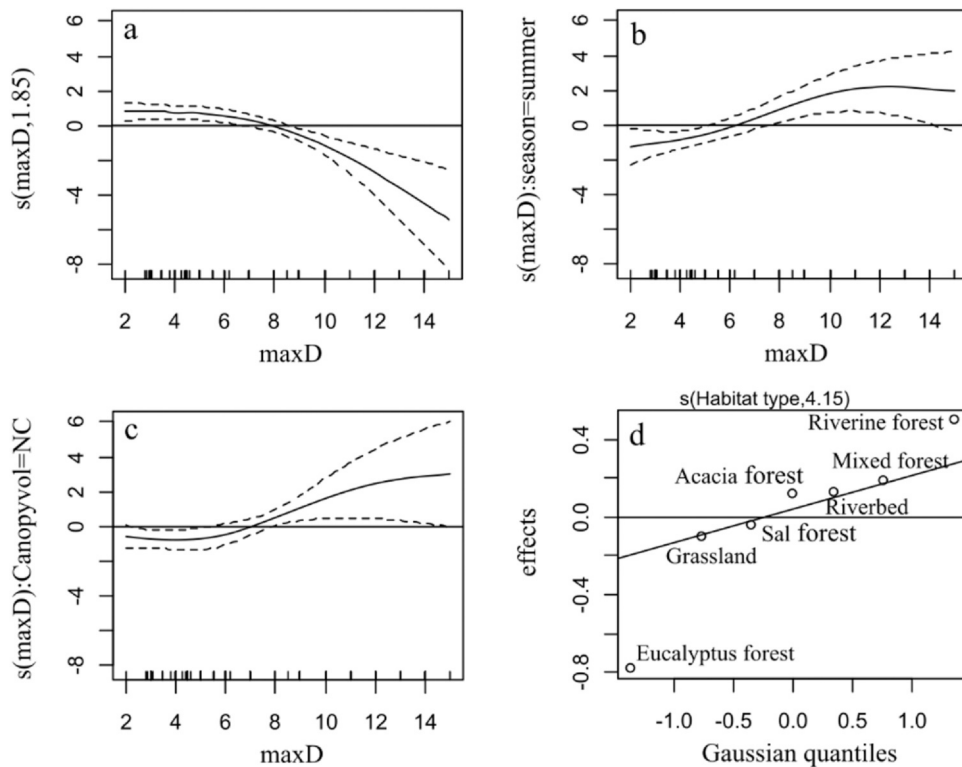 a
s(maxD,1.85)
6
4
2
0
-4
-8
2 4 6 8 10 12 14
maxD
b
s(maxD):season=summer
6
4
2
0
-4
-8
2 4 6 8 10 12 14
maxD
c
s(maxD):Canopyvol=NC
6
4
2
0
-4
-8
2 4 6 8 10 12 14
maxD
s(Habitat type,4.15)
d
effects
0.4
0.0
-0.4
-0.8
Riverine forest
Mixed forest
Acacia forest
Riverbed
Sal forest
Grassland
Eucalyptus forest
-1.0 -0.5 0.0 0.5 1.0
Gaussian quantiles